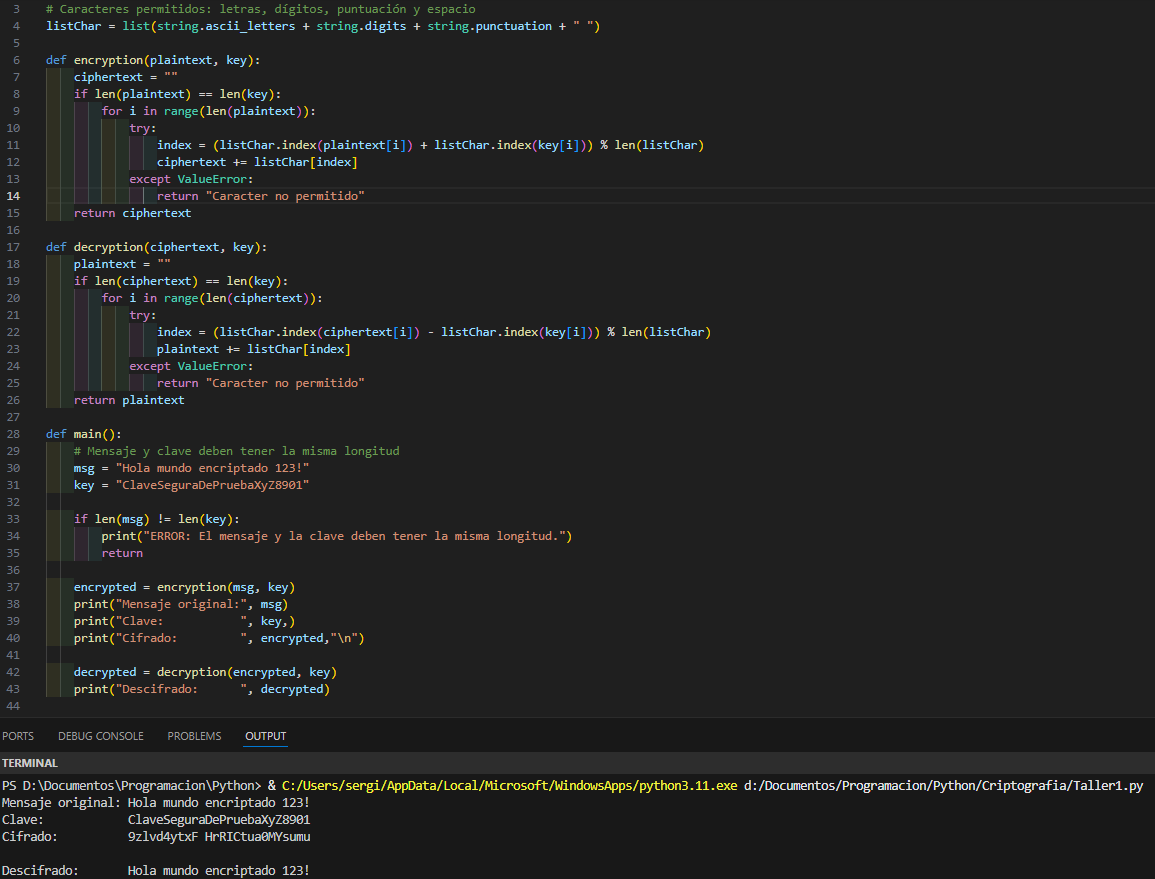 3 # Caracteres permitidos: letras, dígitos, puntuación y espacio
4 listChar = list(string.ascii_letters + string.digits + string.punctuation + " ")
5
6 def encryption(plaintext, key):
7 ciphertext = ""
8 if len(plaintext) == len(key):
9 for i in range(len(plaintext)):
10 try:
11 index = (listChar.index(plaintext[i]) + listChar.index(key[i])) % len(listChar)
12 ciphertext += listChar[index]
13 except ValueError:
14 return "Caracter no permitido"
15 return ciphertext
16
17 def decryption(ciphertext, key):
18 plaintext = ""
19 if len(ciphertext) == len(key):
20 for i in range(len(ciphertext)):
21 try:
22 index = (listChar.index(ciphertext[i]) - listChar.index(key[i])) % len(listChar)
23 plaintext += listChar[index]
24 except ValueError:
25 return "Caracter no permitido"
26 return plaintext
27
28 def main():
29 # Mensaje y clave deben tener la misma longitud
30 msg = "Hola mundo encriptado 123!"
31 key = "ClaveSeguraDePruebaXyZ8901"
32
33 if len(msg) != len(key):
34 print("ERROR: El mensaje y la clave deben tener la misma longitud.")
35 return
36
37 encrypted = encryption(msg, key)
38 print("Mensaje original:", msg)
39 print("Clave:           ", key,)
40 print("Cifrado:         ", encrypted,"\n")
41
42 decrypted = decryption(encrypted, key)
43 print("Descifrado:      ", decrypted)
44
PORTS DEBUG CONSOLE PROBLEMS OUTPUT
TERMINAL
PS D:\Documentos\Programacion\Python> & C:/Users/sergi/AppData/Local/Microsoft/WindowsApps/python3.11.exe d:/Documentos/Programacion/Python/Criptografia/Taller1.py
Mensaje original: Hola mundo encriptado 123!
Clave:            ClaveSeguraDePruebaXyZ8901
Cifrado:          9zlvd4ytxF HrRICtua0MYsumu
Descifrado:       Hola mundo encriptado 123!